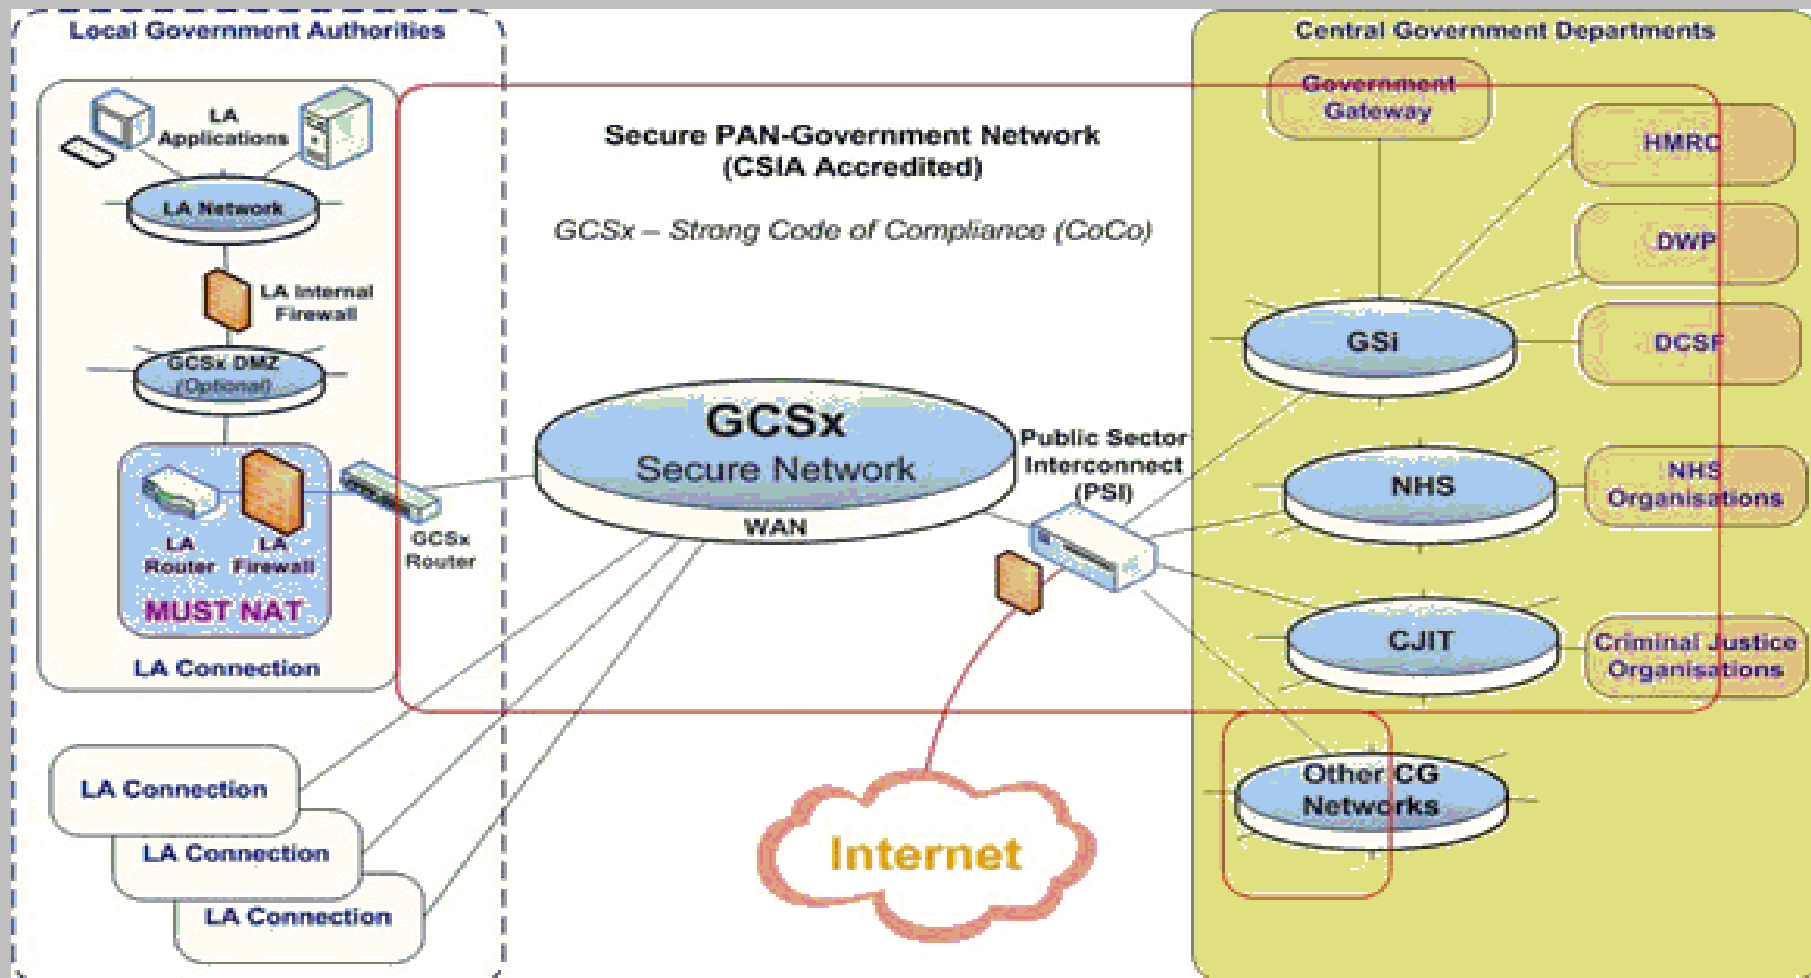 Local Government Authorities
LA
Applications
LA Network
LA Internal
Firewall
GCSx DMZ
(Optional)
LA
Router
LA
Firewall
MUST NAT
LA Connection
GCSx
Router
LA Connection
LA Connection
LA Connection
Secure PAN-Government Network
(CSIA Accredited)
GCSx – Strong Code of Compliance (CoCo)
GCSx
Secure Network
WAN
Public Sector
Interconnect
(PSI)
Internet
Central Government Departments
Government
Gateway
HMRC
DWP
GSi
DCSF
NHS
NHS
Organisations
CJIT
Criminal Justice
Organisations
Other CG
Networks